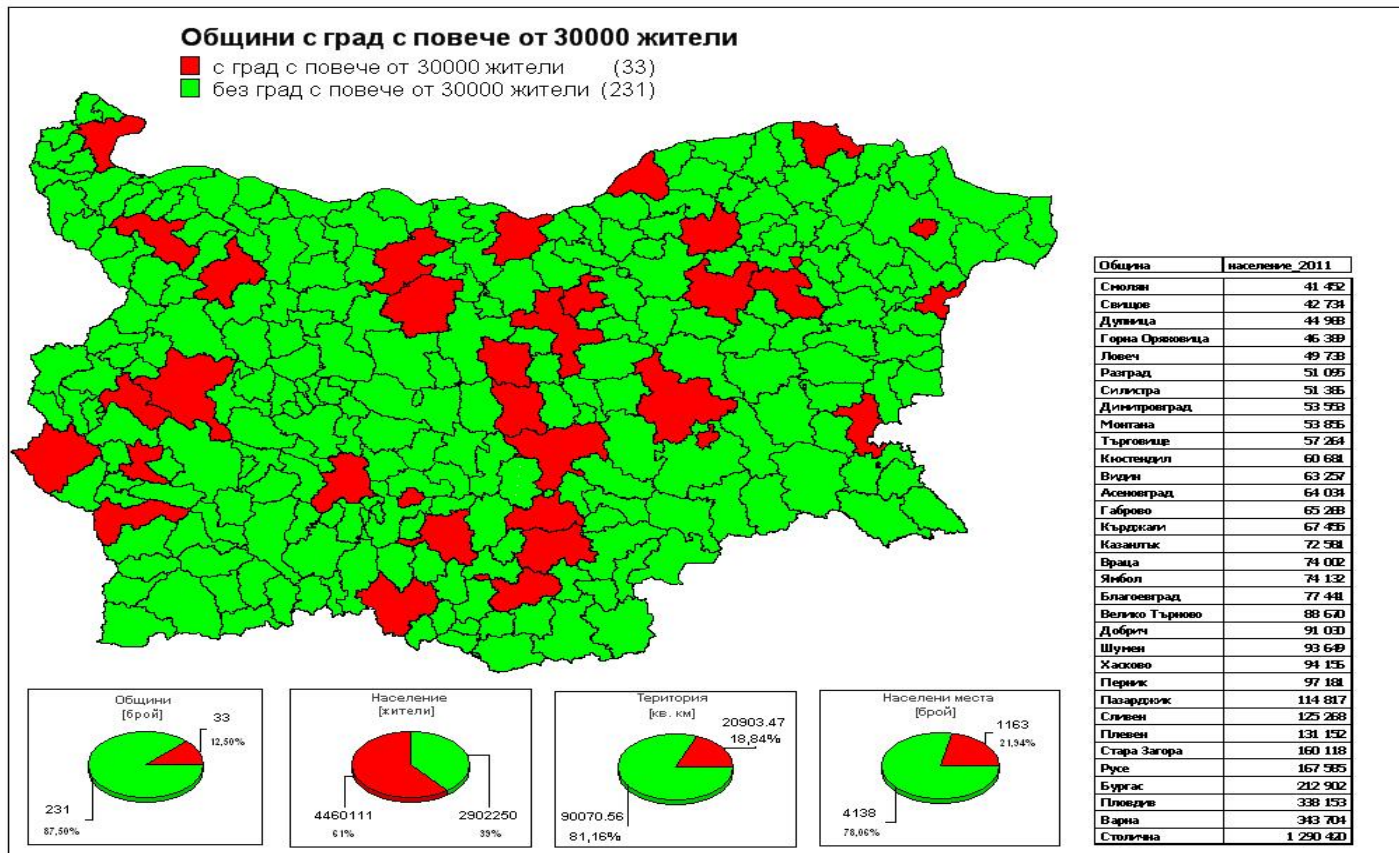 Общини с град с повече от 30000 жители
с град с повече от 30000 жители (33)
без град с повече от 30000 жители (231)
Община население_2011
Смолян 41 452
Свищов 42 734
Дупница 44 988
Горна Оряховица 46 389
Ловеч 49 738
Разград 51 095
Силистра 51 386
Димитровград 53 558
Монтана 53 856
Търговище 57 264
Кюстендил 60 681
Видин 63 257
Асеновград 64 034
Габрово 65 268
Кърджали 67 456
Казанлък 72 581
Враца 74 002
Ямбол 74 132
Благоевград 77 441
Велико Търново 88 670
Добрич 91 030
Шумен 93 649
Хасково 94 156
Перник 97 181
Пазарджик 114 817
Сливен 125 268
Плевен 131 152
Стара Загора 160 118
Русе 167 585
Бургас 212 902
Пловдив 338 153
Варна 343 704
Столична 1 290 420
Общини
[брой]
33
12,50%
231
87,50%
Население
[жители]
4460111
61%
2902250
39%
Територия
[кв. км]
20903.47
18,84%
90070.56
81,16%
Населени места
[брой]
1163
21,94%
4138
78,06%